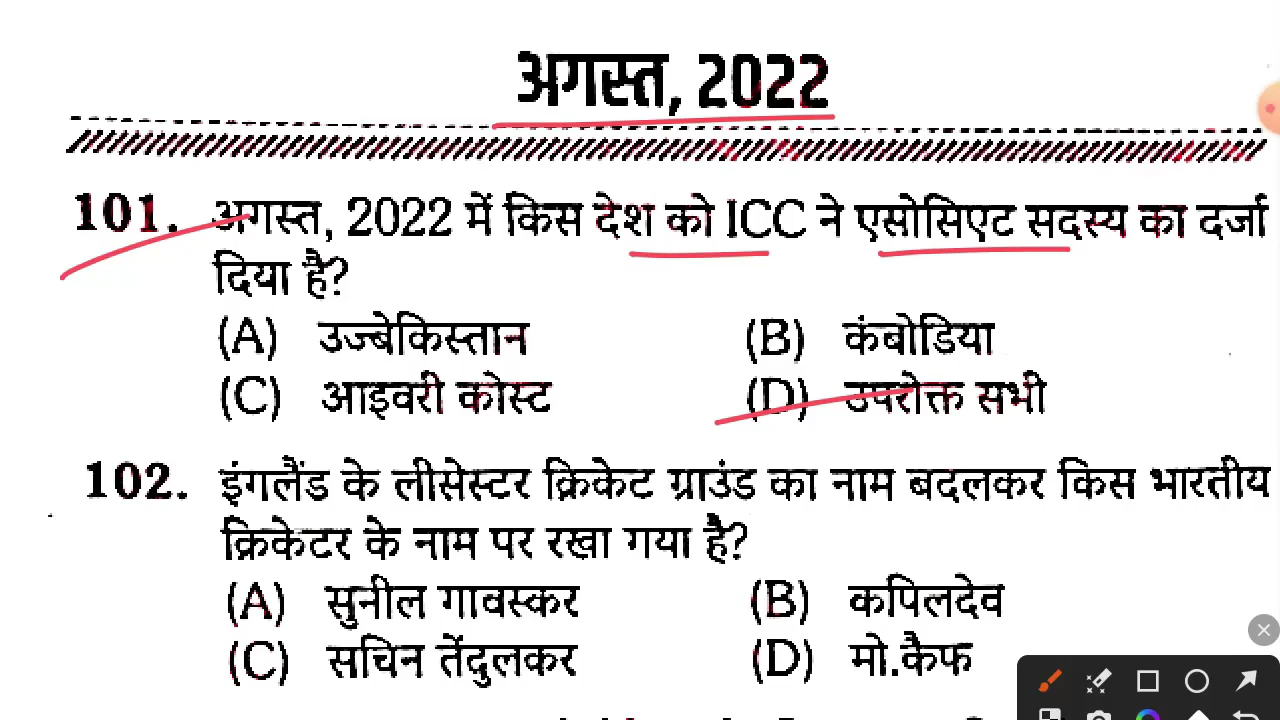 अगस्त, 2022
101. अगस्त, 2022 में किस देश को ICC ने एसोसिएट सदस्य का दर्जा
दिया है?
(A) उज्बेकिस्तान (B) कंबोडिया
(C) आइवरी कोस्ट (D) उपरोक्त सभी
102. इंगलैंड के लीसेस्टर क्रिकेट ग्राउंड का नाम बदलकर किस भारतीय
क्रिकेटर के नाम पर रखा गया है?
(A) सुनील गावस्कर (B) कपिलदेव
(C) सचिन तेंदुलकर (D) मो.कैफ